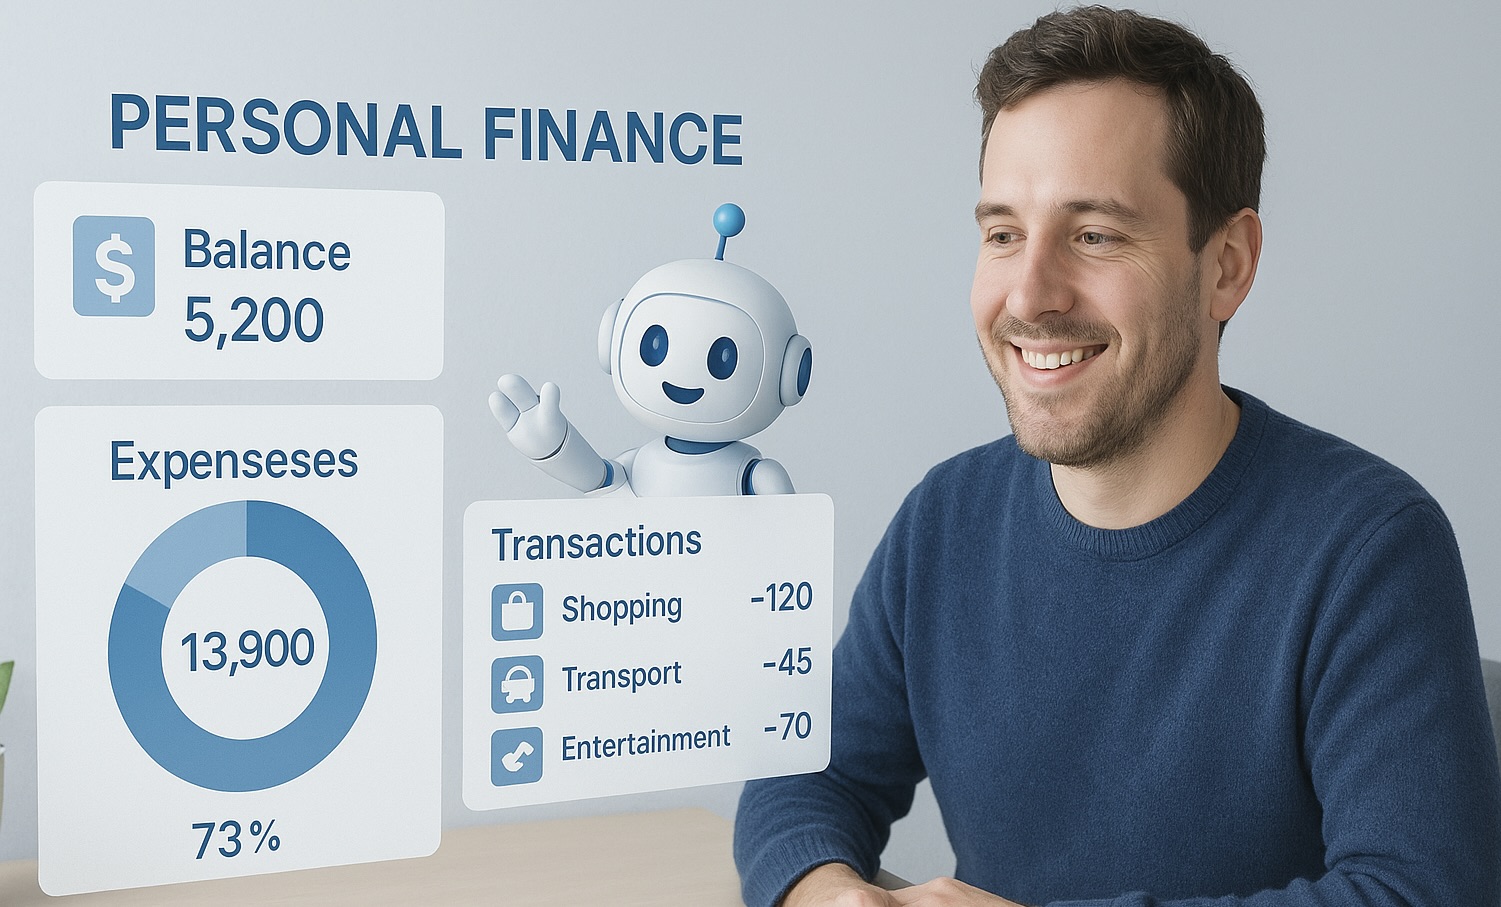 PERSONAL FINANCE
$
Balance
5,200
Expenseses
13,900
73%
Transactions
Shopping -120
Transport -45
Entertainment -70